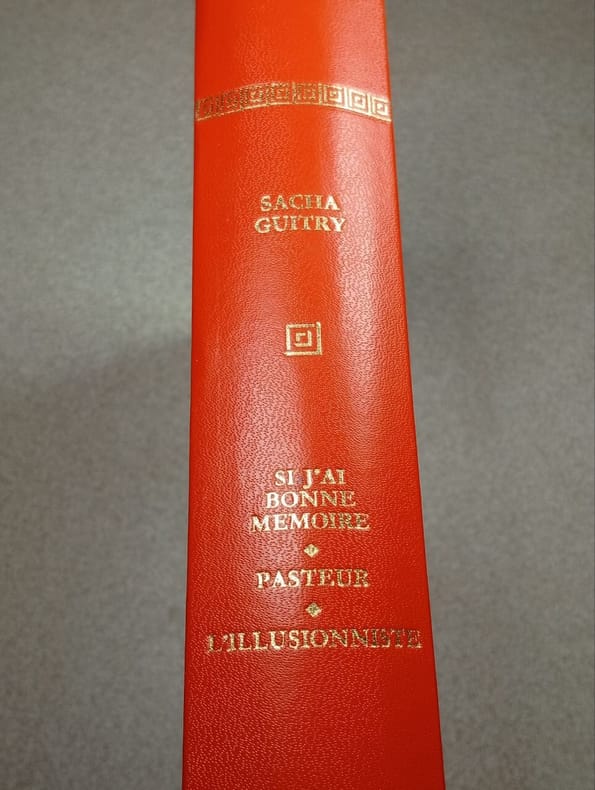 SACHA
GUITRY
SI J'AI
BONNE
MEMOIRE
PASTEUR
L'ILLUSIONNISTE